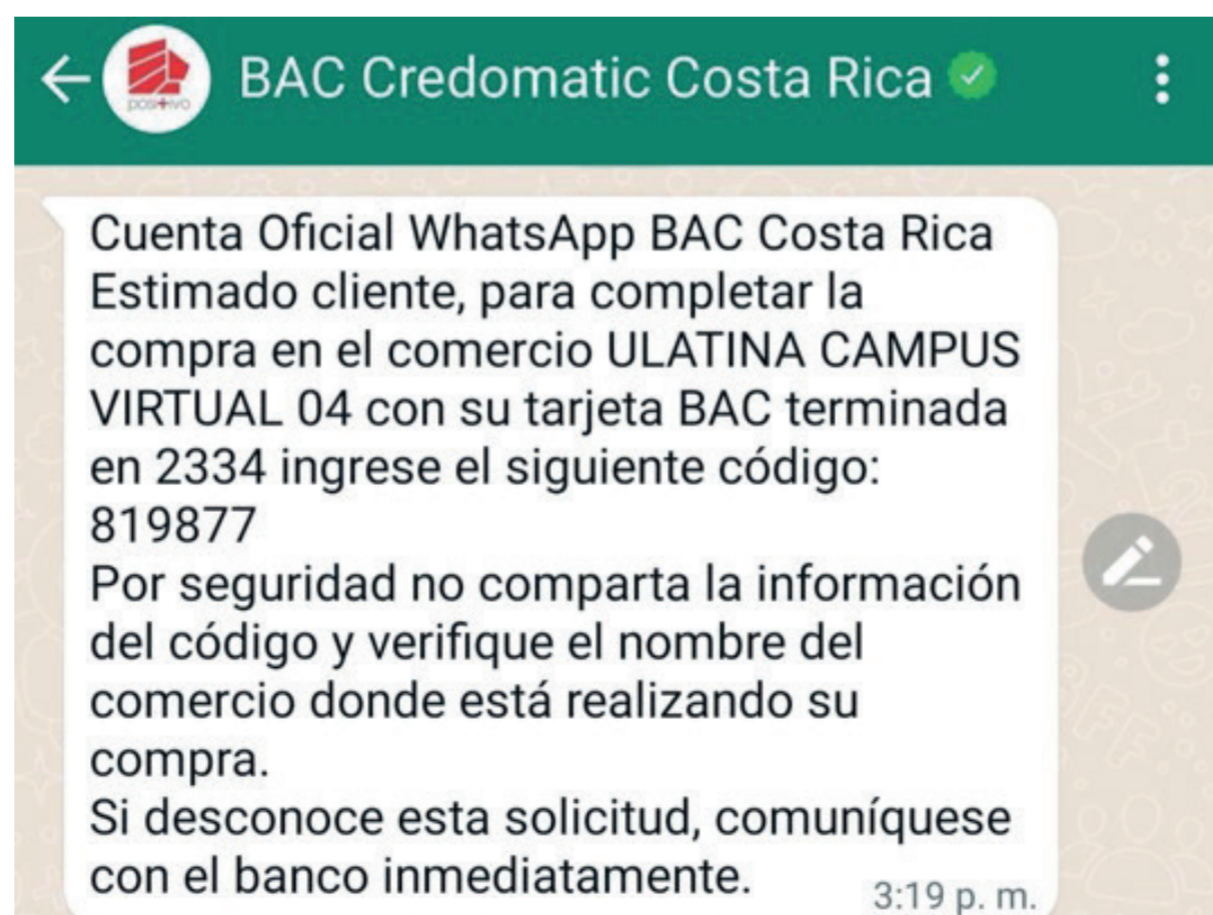 BAC Credomatic Costa Rica
positivo
Cuenta Oficial WhatsApp BAC Costa Rica
Estimado cliente, para completar la
compra en el comercio ULATINA CAMPUS
VIRTUAL 04 con su tarjeta BAC terminada
en 2334 ingrese el siguiente código:
819877
Por seguridad no comparta la información
del código y verifique el nombre del
comercio donde está realizando su
compra.
Si desconoce esta solicitud, comuníquese
con el banco inmediatamente.
3:19 p. m.